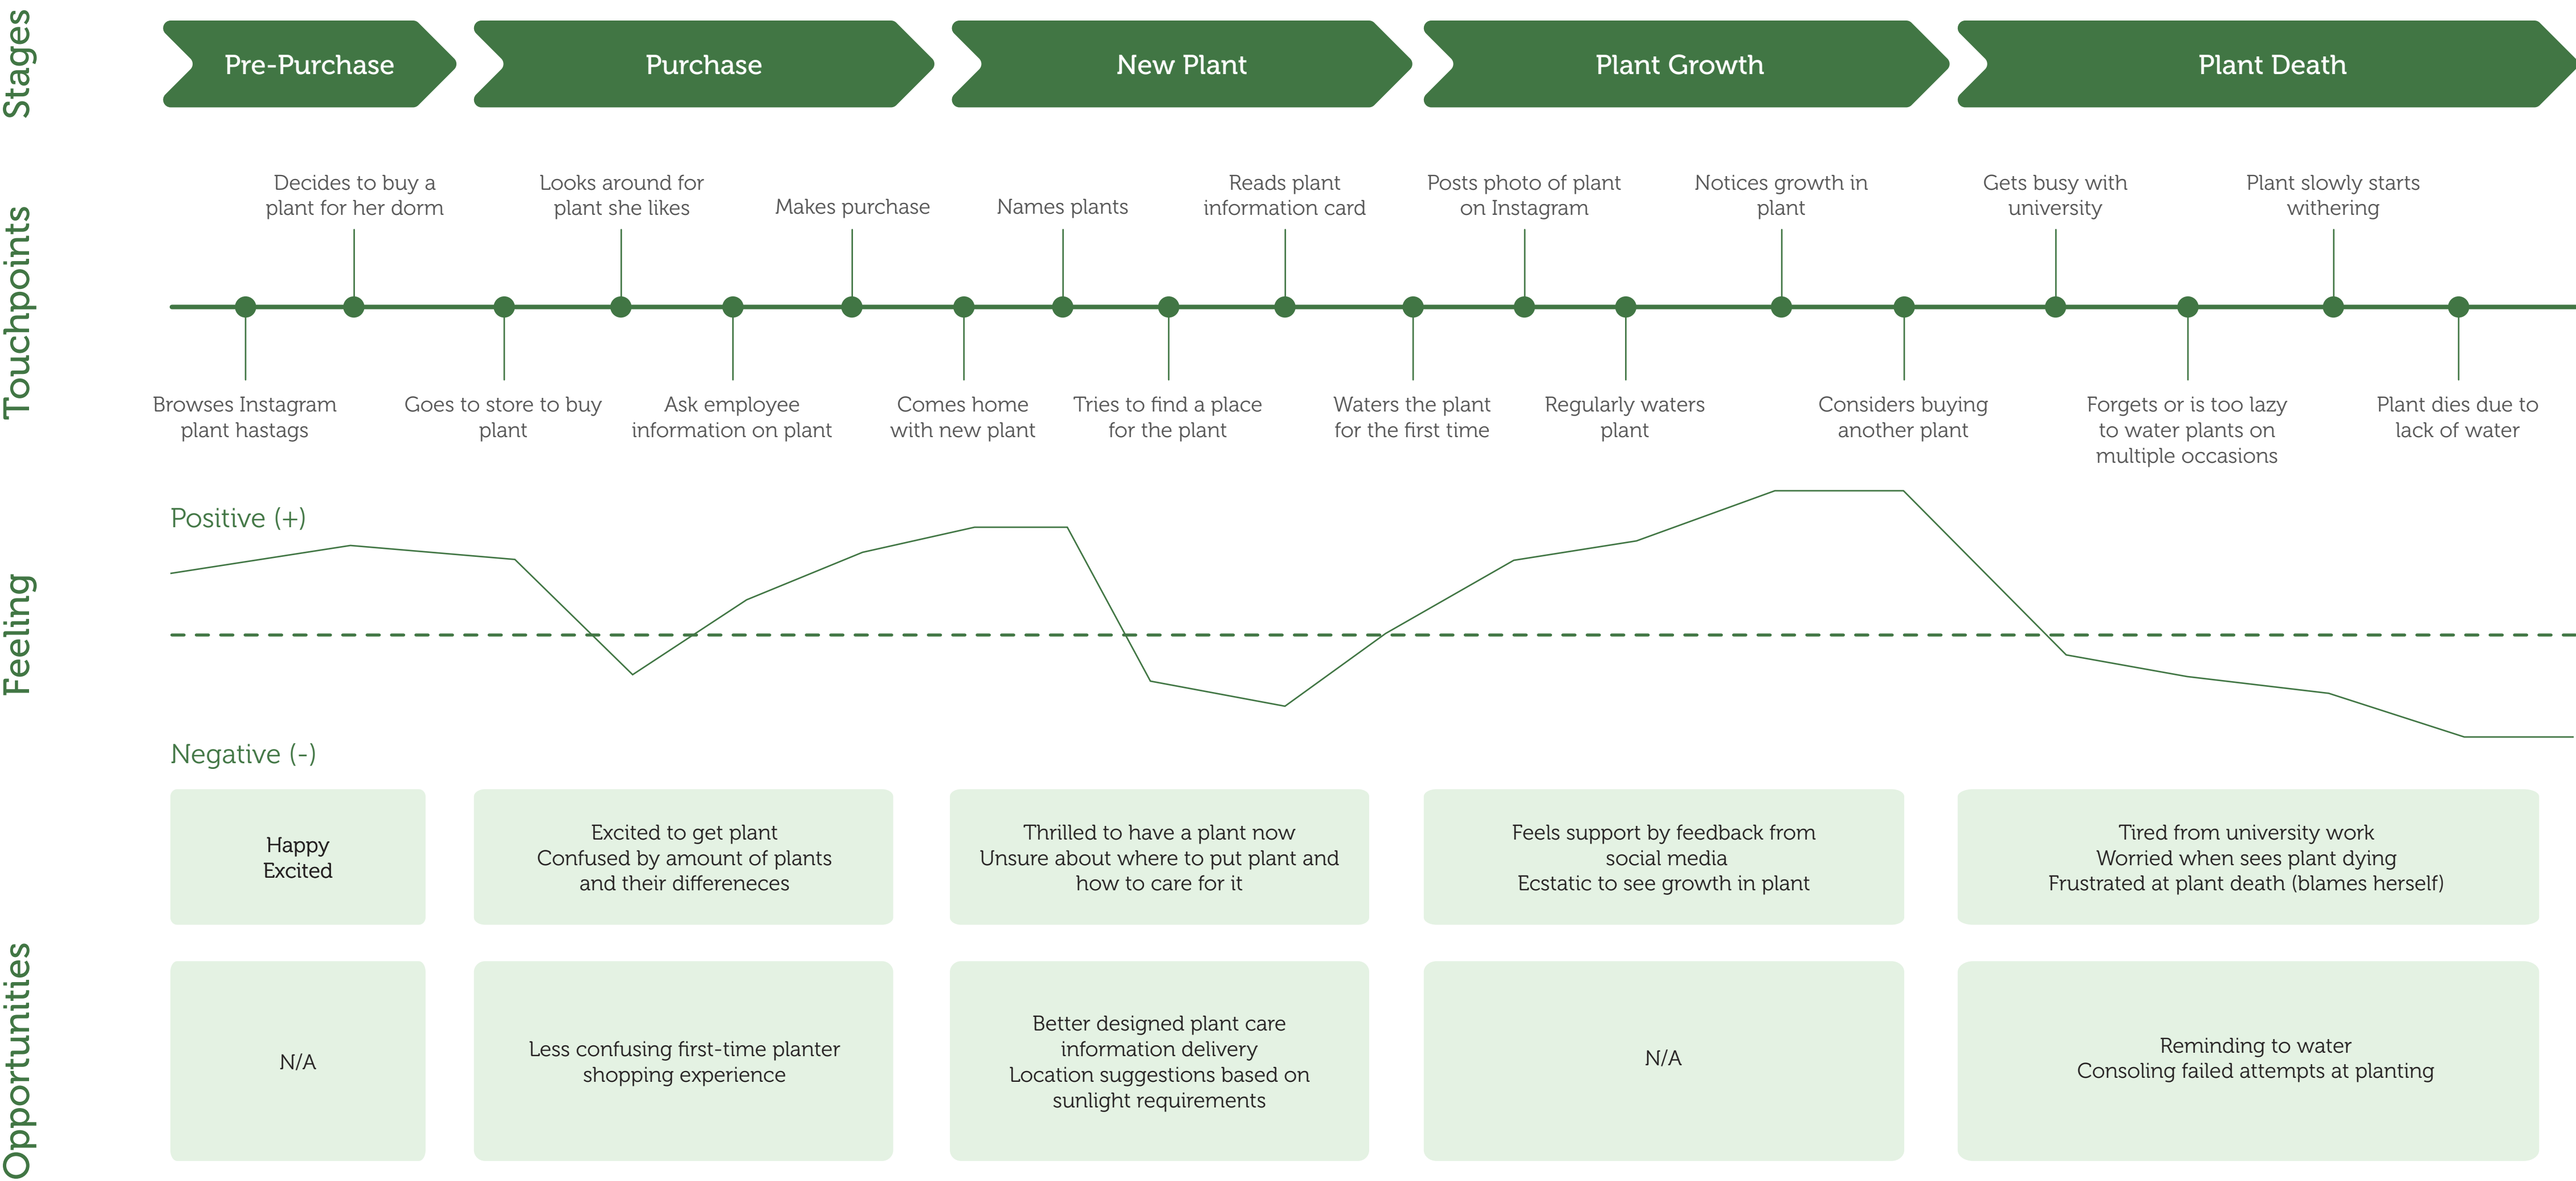 Stages
Pre-Purchase
Purchase
New Plant
Plant Growth
Plant Death
Touchpoints
Decides to buy a
plant for her dorm
Looks around for
plant she likes
Makes purchase
Names plants
Reads plant
information card
Posts photo of plant
on Instagram
Notices growth in
plant
Gets busy with
university
Plant slowly starts
withering
Browses Instagram
plant hastags
Goes to store to buy
plant
Ask employee
information on plant
Comes home
with new plant
Tries to find a place
for the plant
Waters the plant
for the first time
Regularly waters
plant
Considers buying
another plant
Forgets or is too lazy
to water plants on
multiple occasions
Plant dies due to
lack of water
Feeling
Positive (+)
Negative (-)
Happy
Excited
Excited to get plant
Confused by amount of plants
and their differeneces
Thrilled to have a plant now
Unsure about where to put plant and
how to care for it
Feels support by feedback from
social media
Ecstatic to see growth in plant
Tired from university work
Worried when sees plant dying
Frustrated at plant death (blames herself)
Opportunities
N/A
Less confusing first-time planter
shopping experience
Better designed plant care
information delivery
Location suggestions based on
sunlight requirements
N/A
Reminding to water
Consoling failed attempts at planting